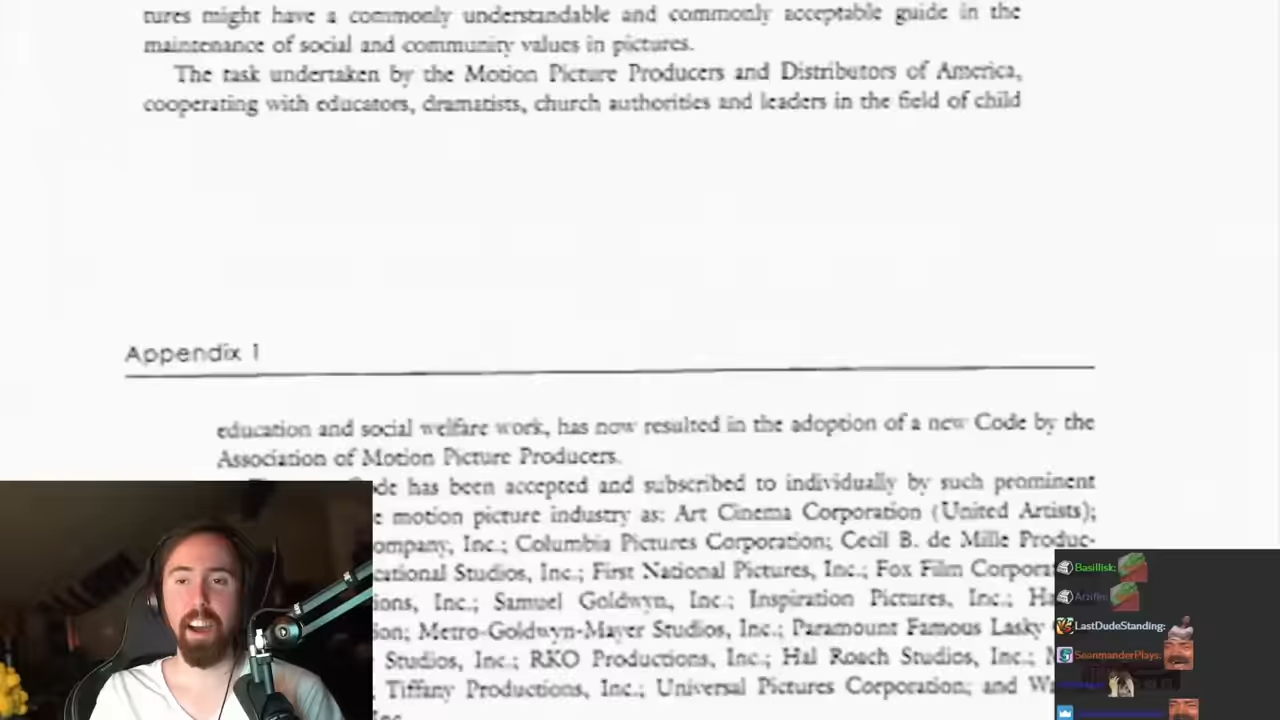 tures might have a commonly understandable and commonly acceptable guide in the
maintenance of social and community values in pictures.
The task undertaken by the Motion Picture Producers and Distributors of America,
cooperating with educators, dramatists, church authorities and leaders in the field of child
Appendix 1
education and social welfare work, has now resulted in the adoption of a new Code by the
Association of Motion Picture Producers.
de has been accepted and subscribed to individually by such prominent
e motion picture industry as: Art Cinema Corporation (United Artists);
ompany, Inc.; Columbia Pictures Corporation; Cecil B. de Mille Produc-
cational Studios, Inc.; First National Pictures, Inc.; Fox Film Corpora
ions, Inc.; Samuel Goldwyn, Inc.; Inspiration Pictures, Inc.; Ha
ion; Metro-Goldwyn-Mayer Studios, Inc.; Paramount Famous Lasky
Studios, Inc.; RKO Productions, Inc.; Hal Roach Studios, Inc.;
Tiffany Productions, Inc.; Universal Pictures Corporation; and W
Inc
Basillisk:
LastDudeStanding:
SeanmanderPlays: